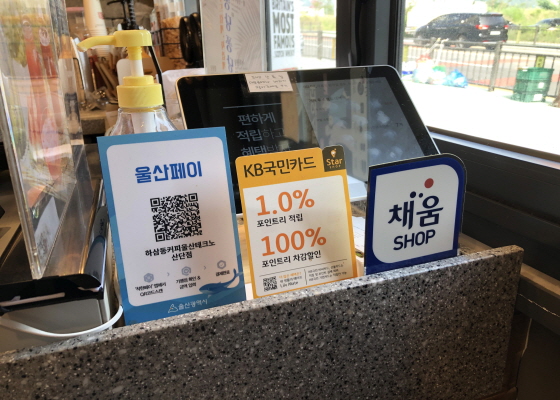 MOST
FAMOUS
편하게
적립하고
혜택
울산페이
하삼동커피울산테크노
산단점
울산광역시
KB국민카드
Star
1.0%
포인트리 적립
100%
포인트리 차감할인
채움
SHOP